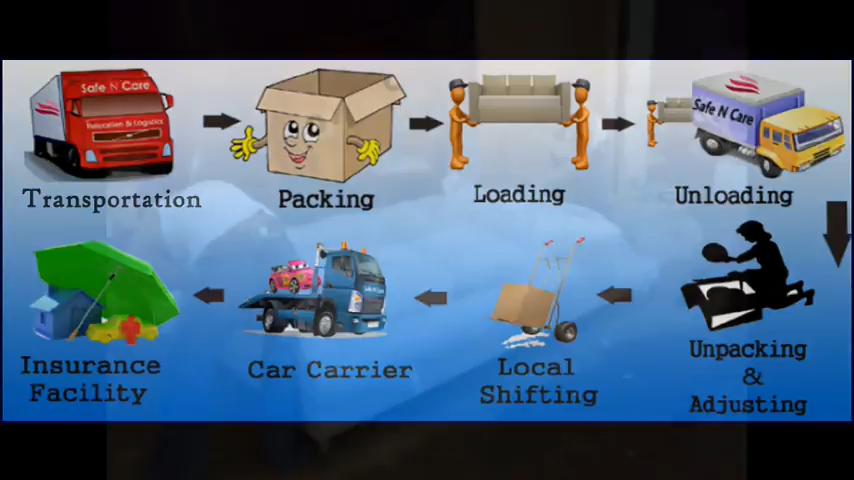 Safe N Care
Relocation & Logistics
Safe N Care
Transportation
Packing
Loading
Unloading
Insurance
Facility
Car Carrier
Local
Shifting
Unpacking
&
Adjusting